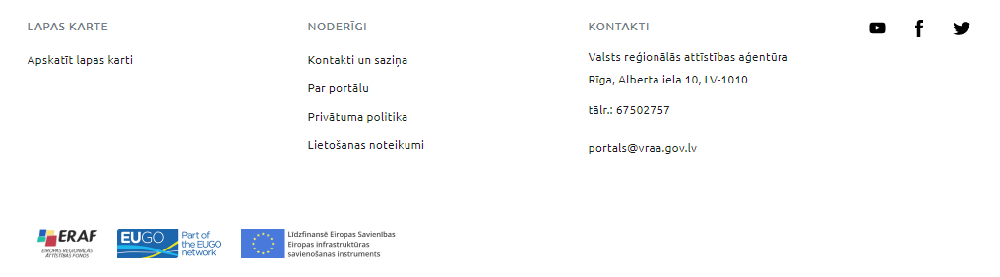 LAPAS KARTE
Apskatīt lapas karti
NODERĪGI
Kontakti un saziņa
Par portālu
Privātuma politika
Lietošanas noteikumi
KONTAKTI
Valsts reģionālās attīstības aģentūra
Rīga, Alberta iela 10, LV-1010
tālr.: 67502757
portals@vraa.gov.lv
ERAF
EIROPAS REĢIONĀLĀS
ATTĪSTĪBAS FONDS
EUGO
Part of
the EUGO
network
Līdzfinansē Eiropas Savienības
Eiropas infrastruktūras
savienošanas instruments